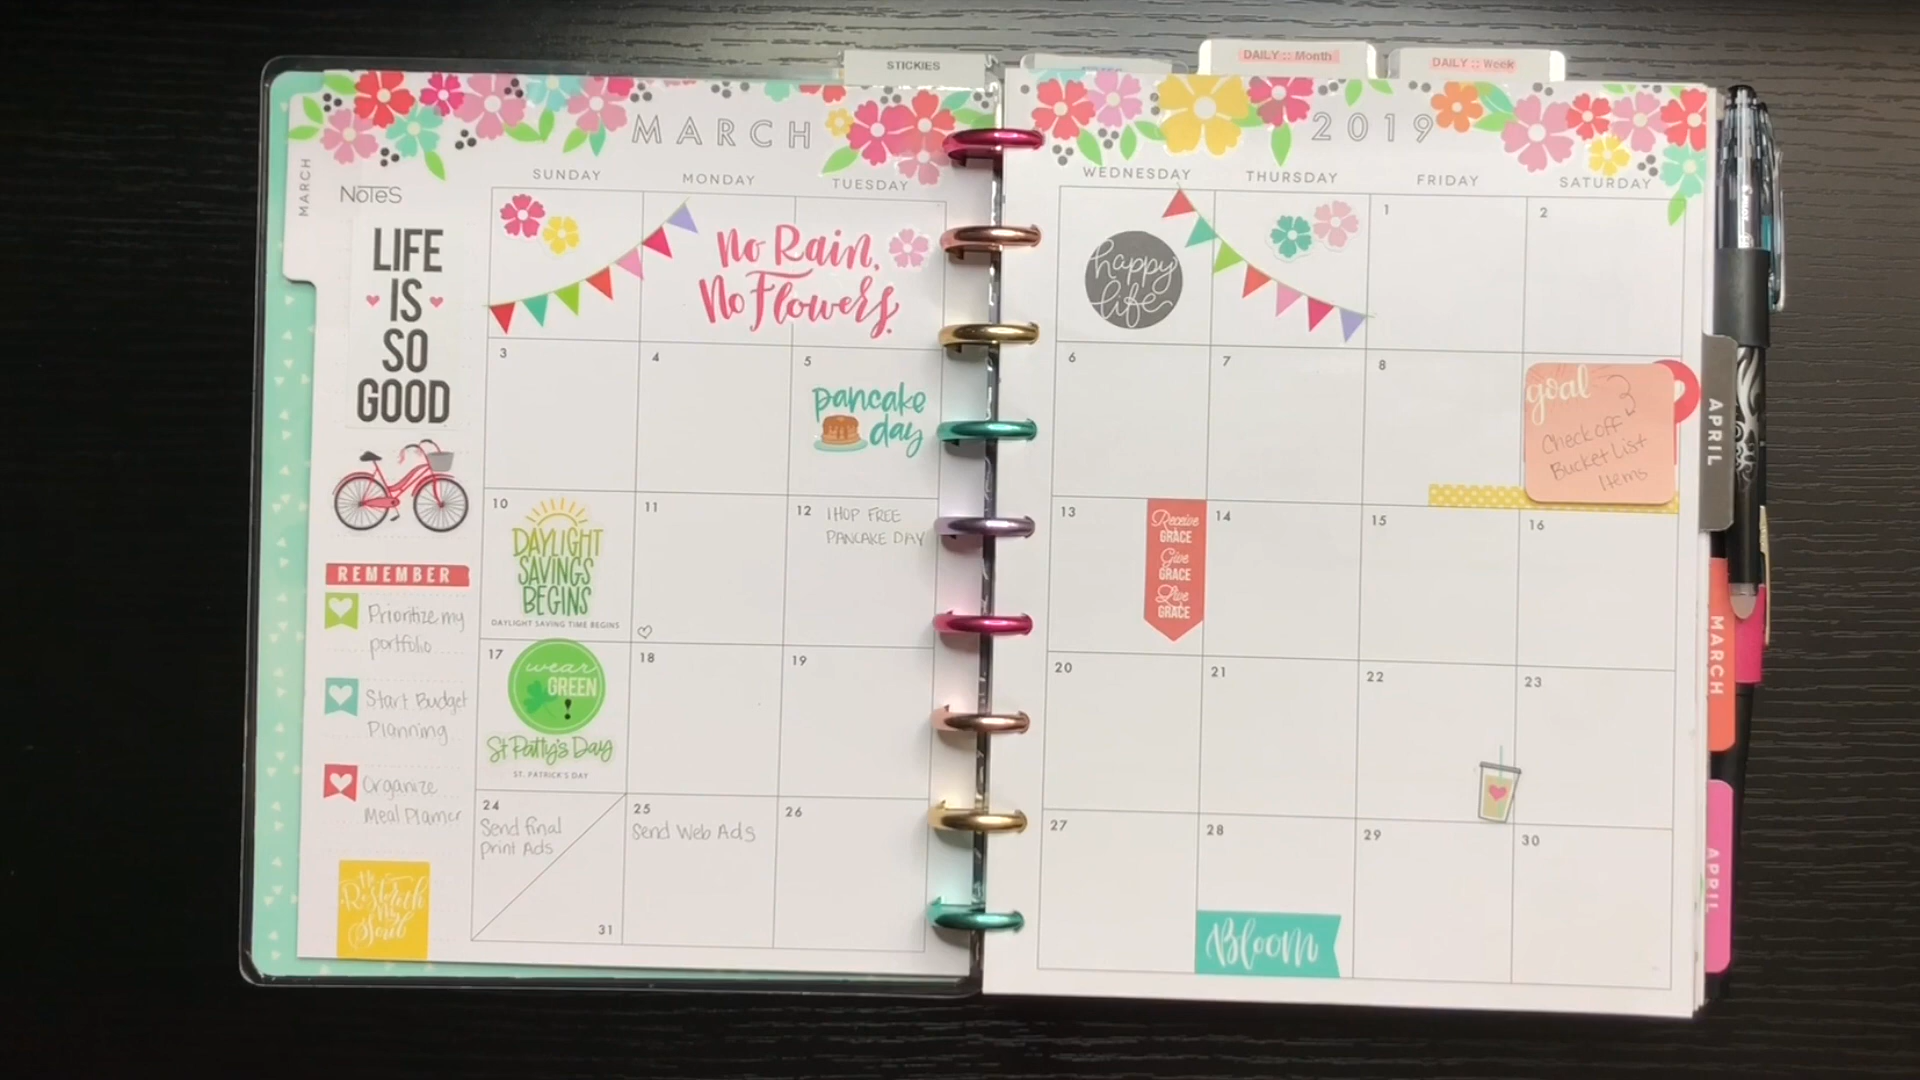 STICKIES
DAILY :: Month
DAILY :: Week
MARCH
2019
MARCH
NOTES
SUNDAY
MONDAY
TUESDAY
WEDNESDAY
THURSDAY
FRIDAY
SATURDAY
LIFE
IS
SO
GOOD
No Rain,
No Flowers.
happy
life
1
2
3
4
5
pancake
day
6
7
8
goal
Check off
Bucket List
Items
APRIL
10
DAYLIGHT
SAVINGS
BEGINS
DAYLIGHT SAVING TIME BEGINS
11
12
IHOP FREE
PANCAKE DAY
13
Receive
GRACE
Give
GRACE
Live
GRACE
14
15
16
REMEMBER
Prioritize my
portfolio
Start Budget
Planning
Organize
Meal Planner
17
wear
GREEN
!
St Patty's Day
ST. PATRICK'S DAY
18
19
20
21
22
23
MARCH
24
Send final
Print Ads
31
25
Send Web Ads
26
27
28
Bloom
29
30
APRIL
He
Restoreth
My
Soul